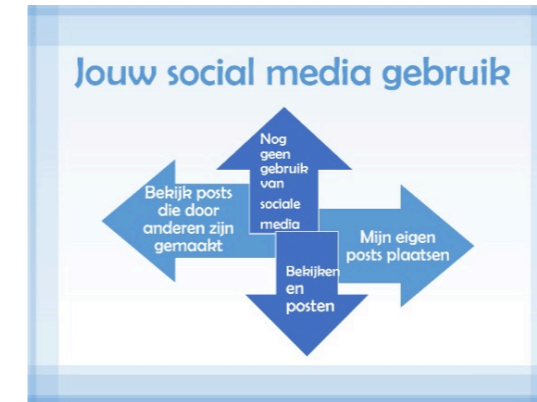 Jouw social media gebruik
Nog
geen
gebruik
van
sociale
media
Bekijk posts
die door
anderen zijn
gemaakt
Mijn eigen
posts plaatsen
Bekijken
en
posten